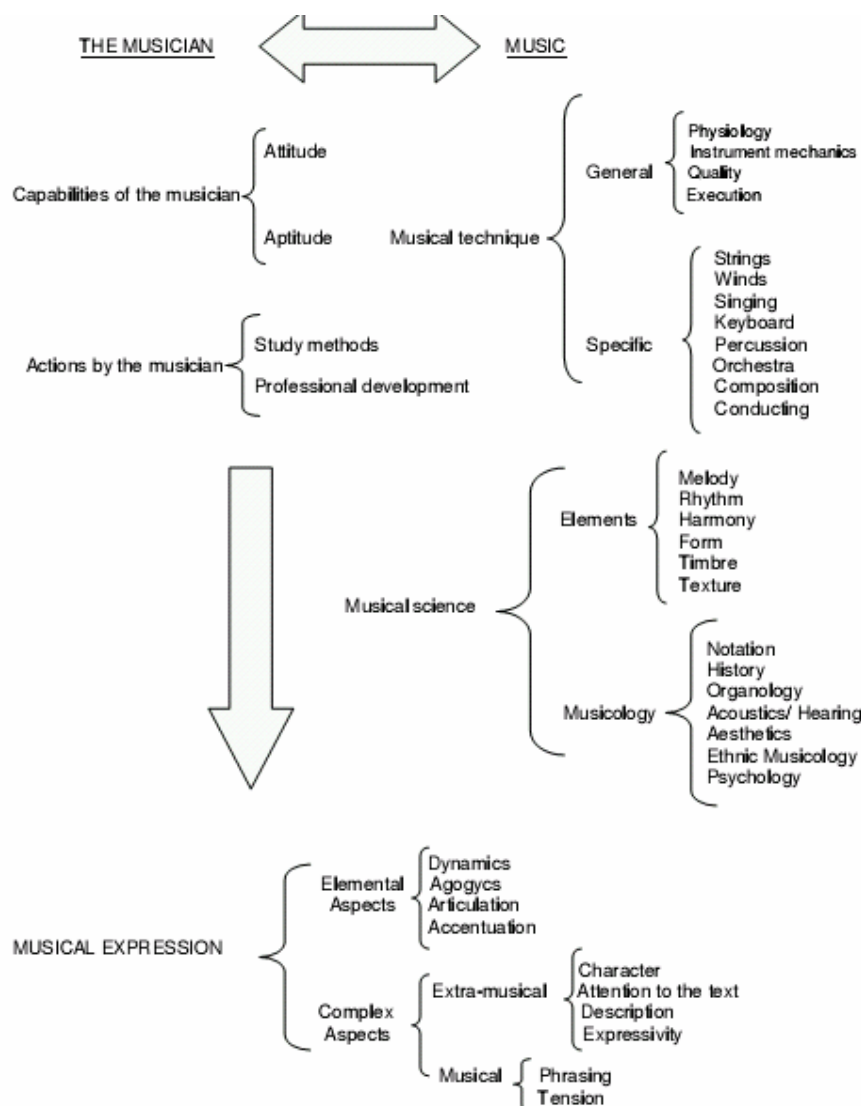 THE MUSICIAN
MUSIC
Capabilities of the musician
Attitude
Aptitude
Actions by the musician
Study methods
Professional development
Musical technique
General
Physiology
Instrument mechanics
Quality
Execution
Specific
Strings
Winds
Singing
Keyboard
Percussion
Orchestra
Composition
Conducting
Musical science
Elements
Melody
Rhythm
Harmony
Form
Timbre
Texture
Musicology
Notation
History
Organology
Acoustics/ Hearing
Aesthetics
Ethnic Musicology
Psychology
MUSICAL EXPRESSION
Elemental
Aspects
Dynamics
Agogycs
Articulation
Accentuation
Complex
Aspects
Extra-musical
Character
Attention to the text
Description
Expressivity
Musical
Phrasing
Tension